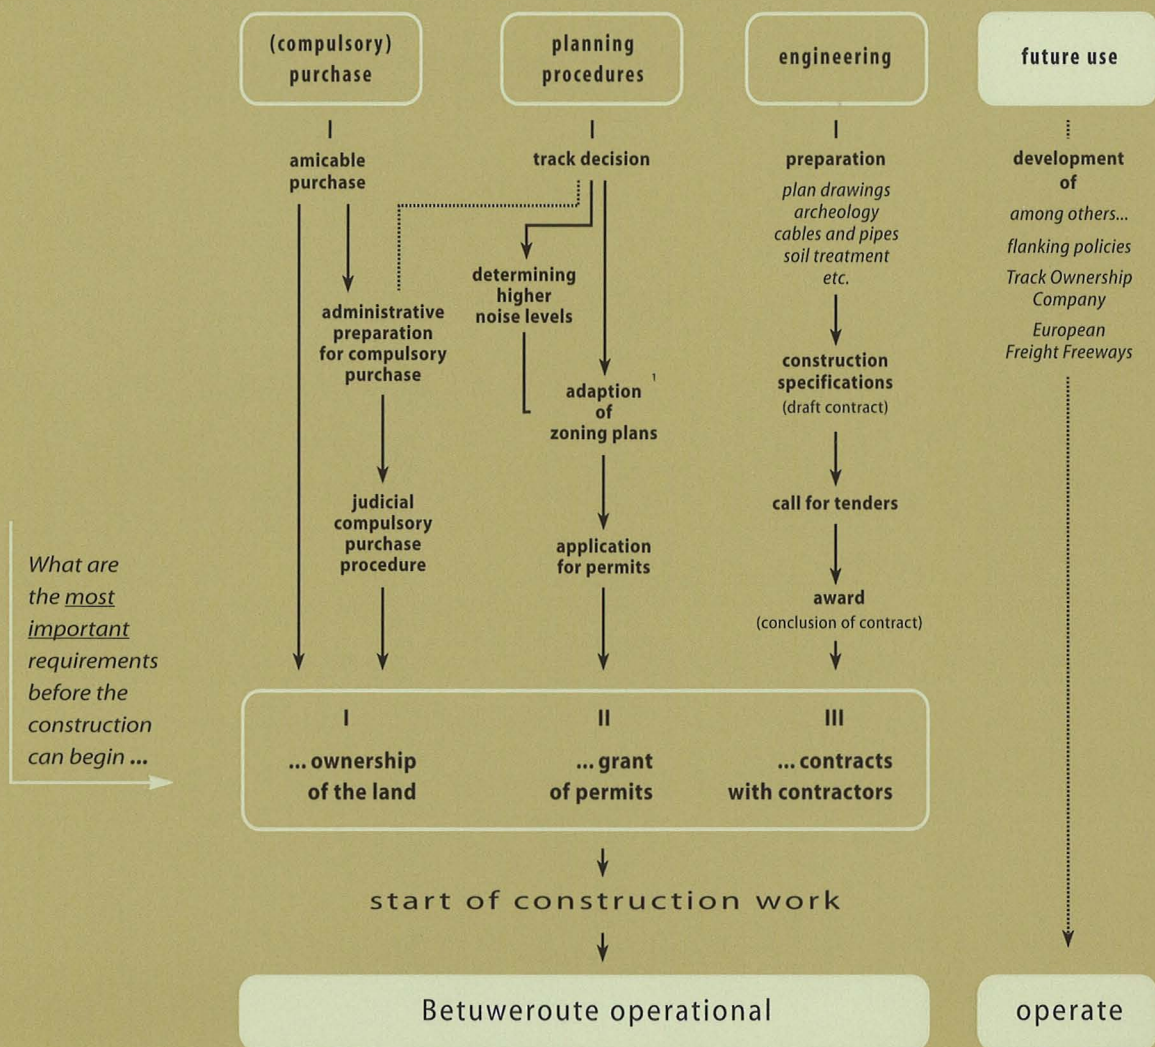 (compulsory)
purchase
planning
procedures
engineering
future use
I
amicable
purchase
administrative
preparation
for compulsory
purchase
judicial
compulsory
purchase
procedure
I
track decision
determining
higher
noise levels
adaption
of
zoning plans
application
for permits
I
preparation
plan drawings
archeology
cables and pipes
soil treatment
etc.
construction
specifications
(draft contract)
call for tenders
award
(conclusion of contract)
development
of
among others...
flanking policies
Track Ownership
Company
European
Freight Freeways
What are
the most
important
requirements
before the
construction
can begin ...
I
... ownership
of the land
II
... grant
of permits
III
... contracts
with contractors
start of construction work
Betuweroute operational
operate